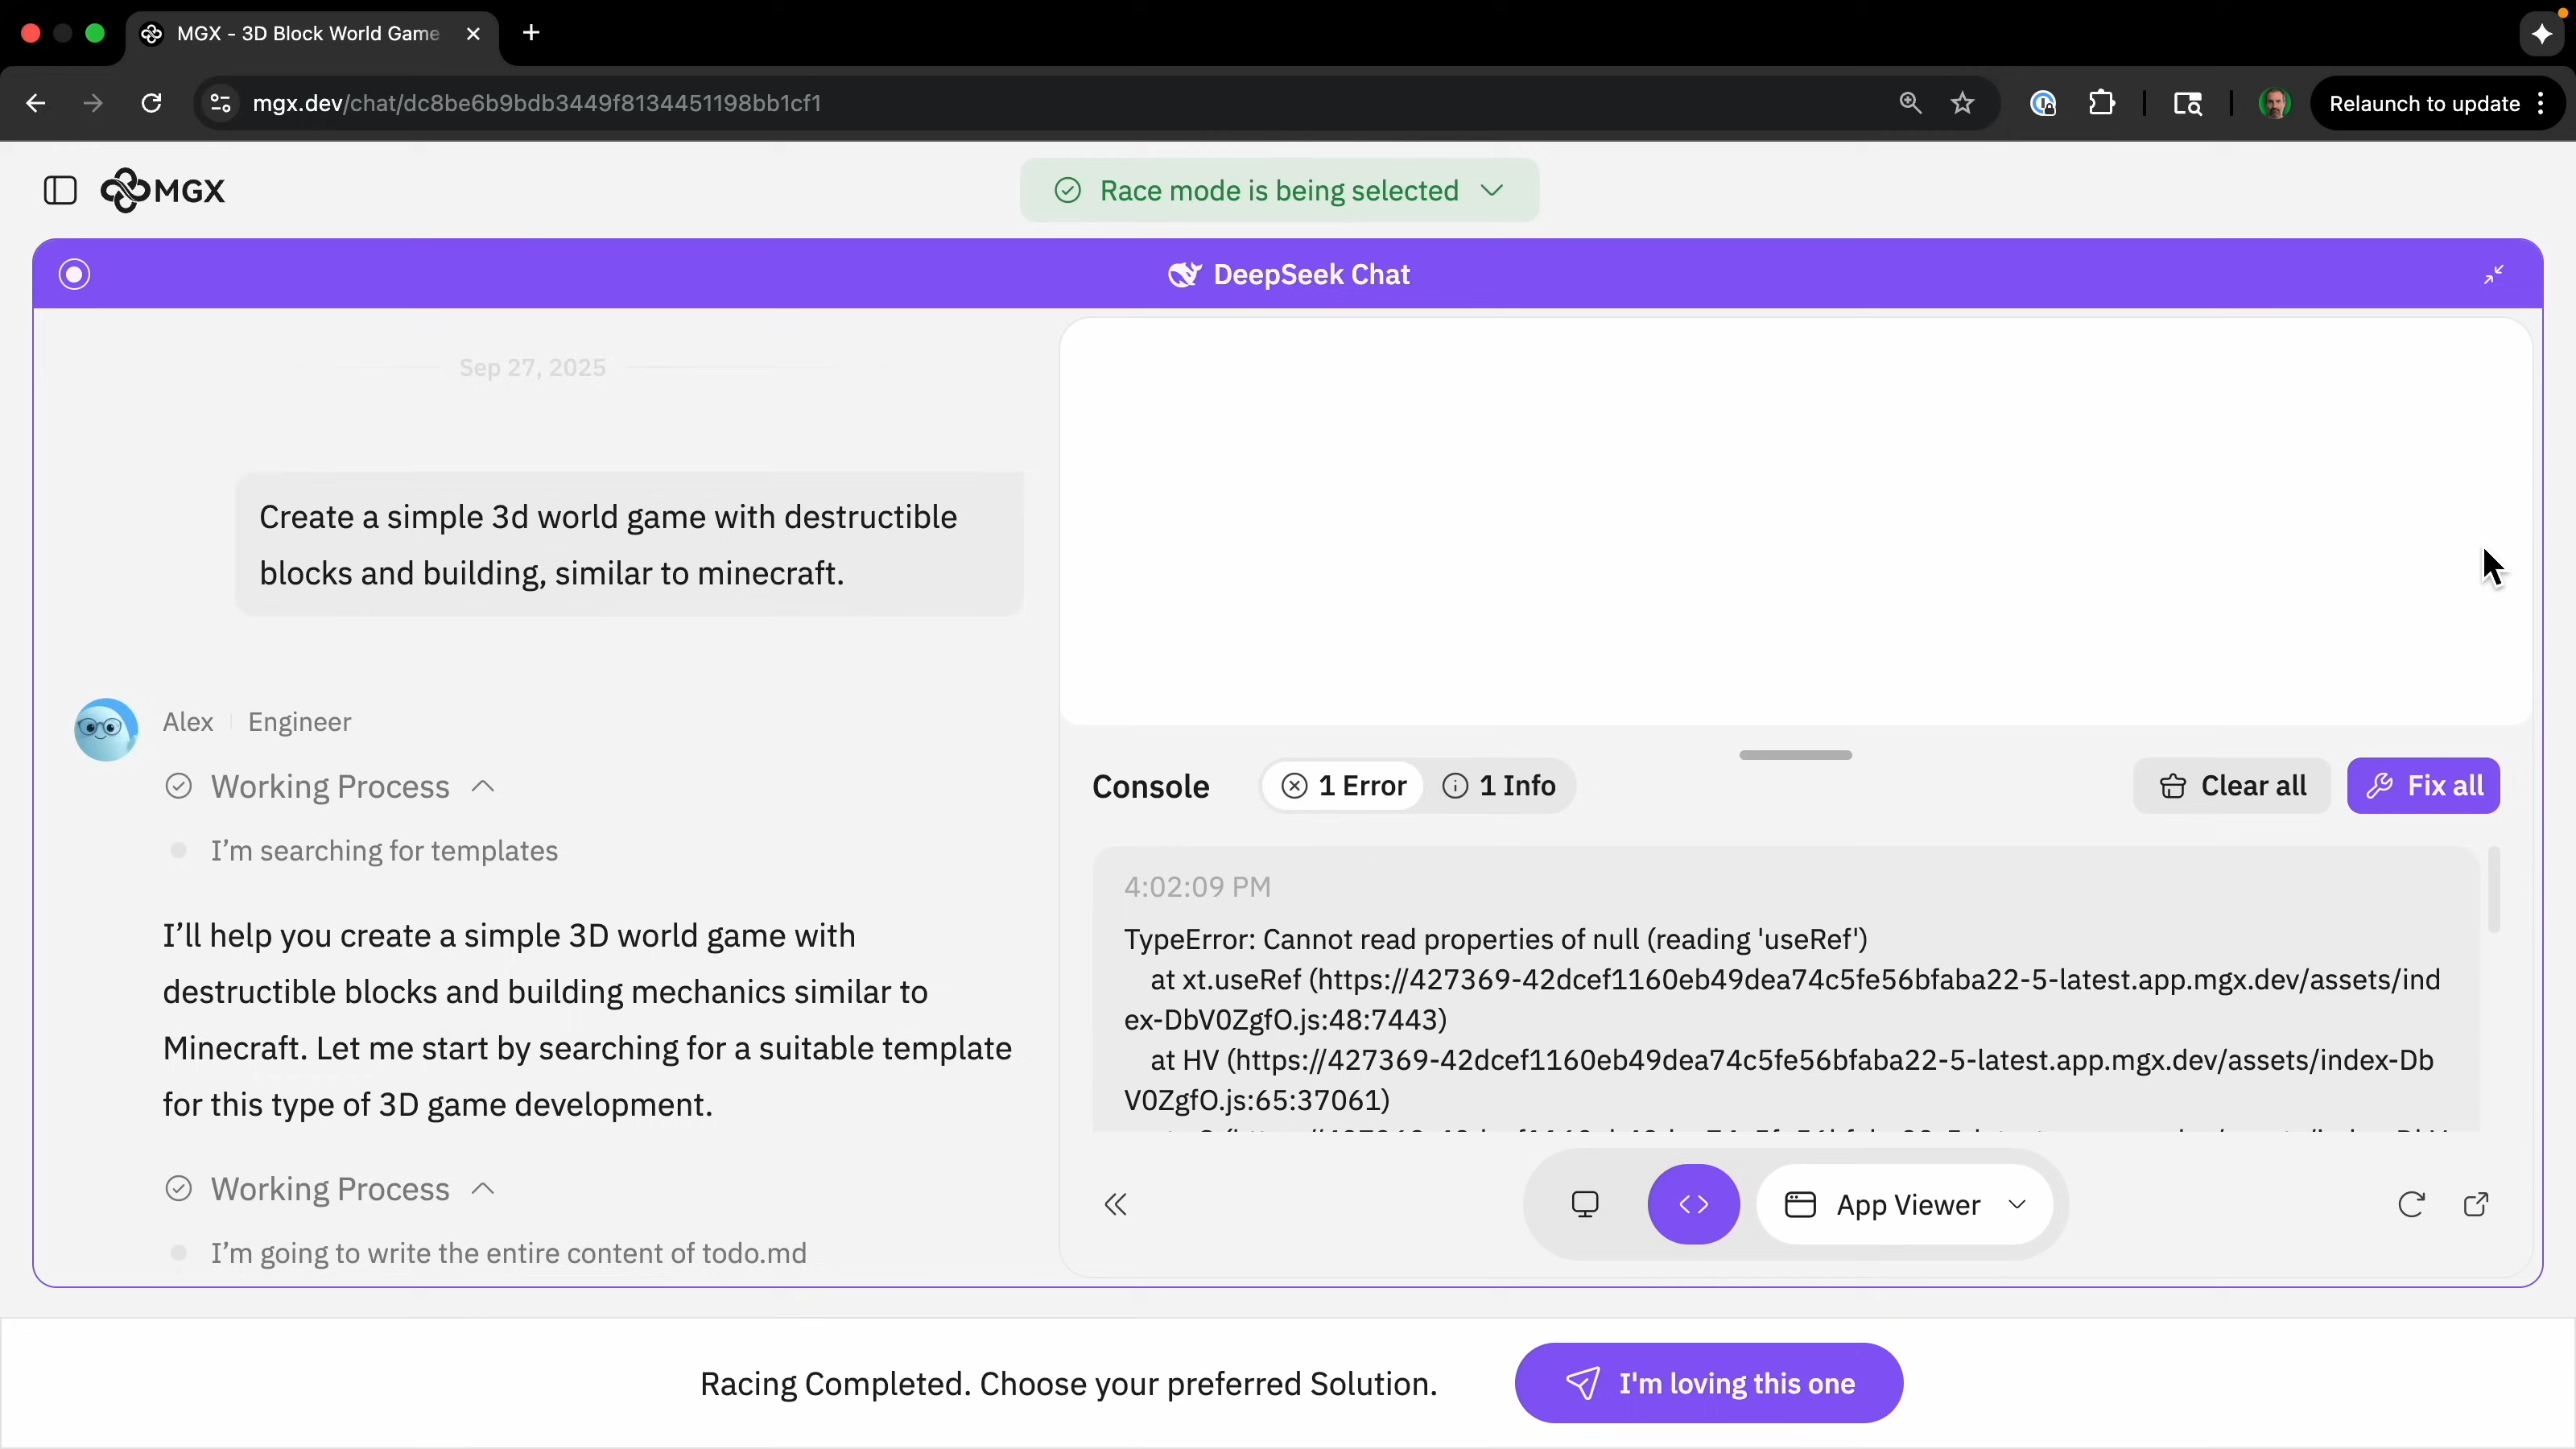 MGX - 3D Block World Game
mgx.dev/chat/dc8be6b9bdb3449f8134451198bb1cf1
Relaunch to update
MGX
Race mode is being selected
DeepSeek Chat
Sep 27, 2025
Create a simple 3d world game with destructible
blocks and building, similar to minecraft.
Alex | Engineer
Working Process
I'm searching for templates
I'll help you create a simple 3D world game with
destructible blocks and building mechanics similar to
Minecraft. Let me start by searching for a suitable template
for this type of 3D game development.
Working Process
I'm going to write the entire content of todo.md
Console
1 Error
1 Info
Clear all
Fix all
4:02:09 PM
TypeError: Cannot read properties of null (reading 'useRef')
at xt.useRef (https://427369-42dcef1160eb49dea74c5fe56bfaba22-5-latest.app.mgx.dev/assets/ind
ex-DbV0ZgfO.js:48:7443)
at HV (https://427369-42dcef1160eb49dea74c5fe56bfaba22-5-latest.app.mgx.dev/assets/index-Db
V0ZgfO.js:65:37061)
App Viewer
Racing Completed. Choose your preferred Solution.
I'm loving this one